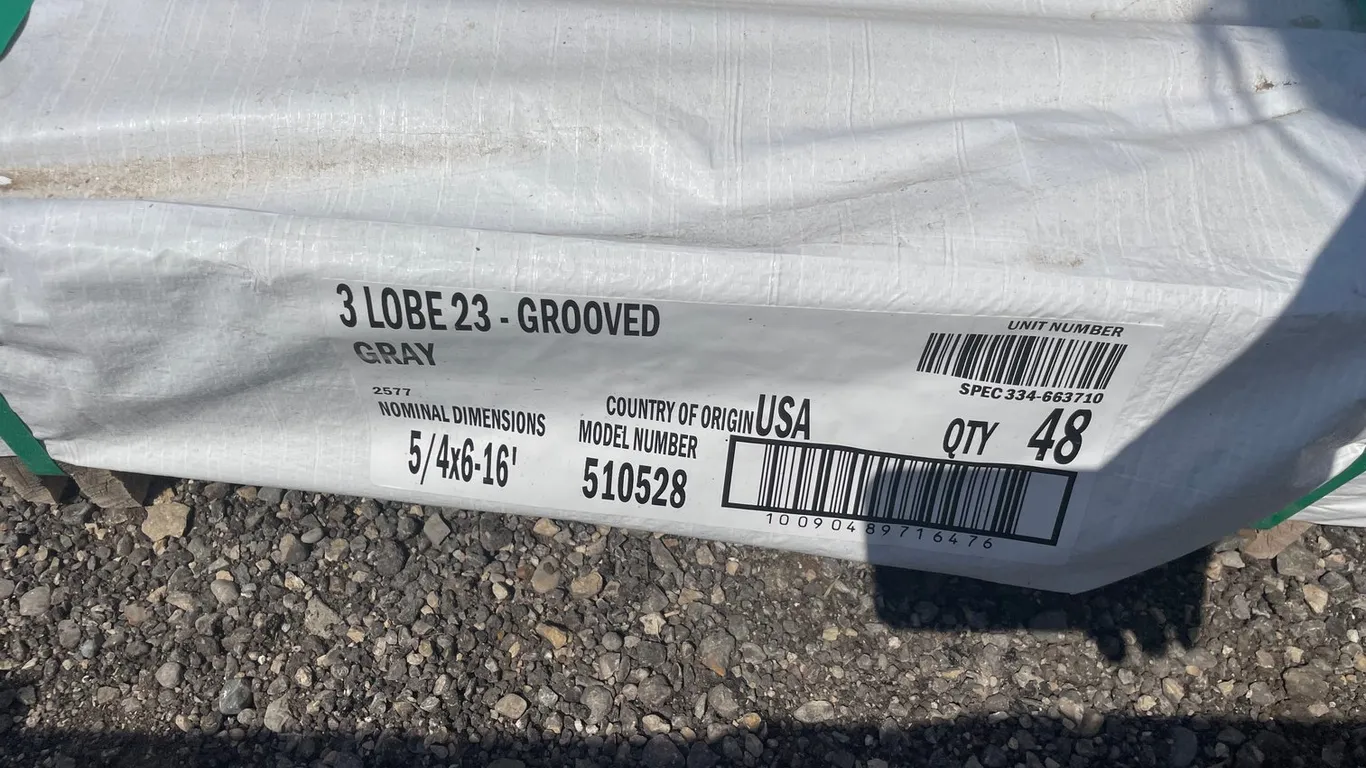 3 LOBE 23 - GROOVED
GRAY
UNIT NUMBER
SPEC 334-663710
2577
NOMINAL DIMENSIONS
5/4x6-16'
COUNTRY OF ORIGIN USA
MODEL NUMBER
510528
QTY 48
10090489716476